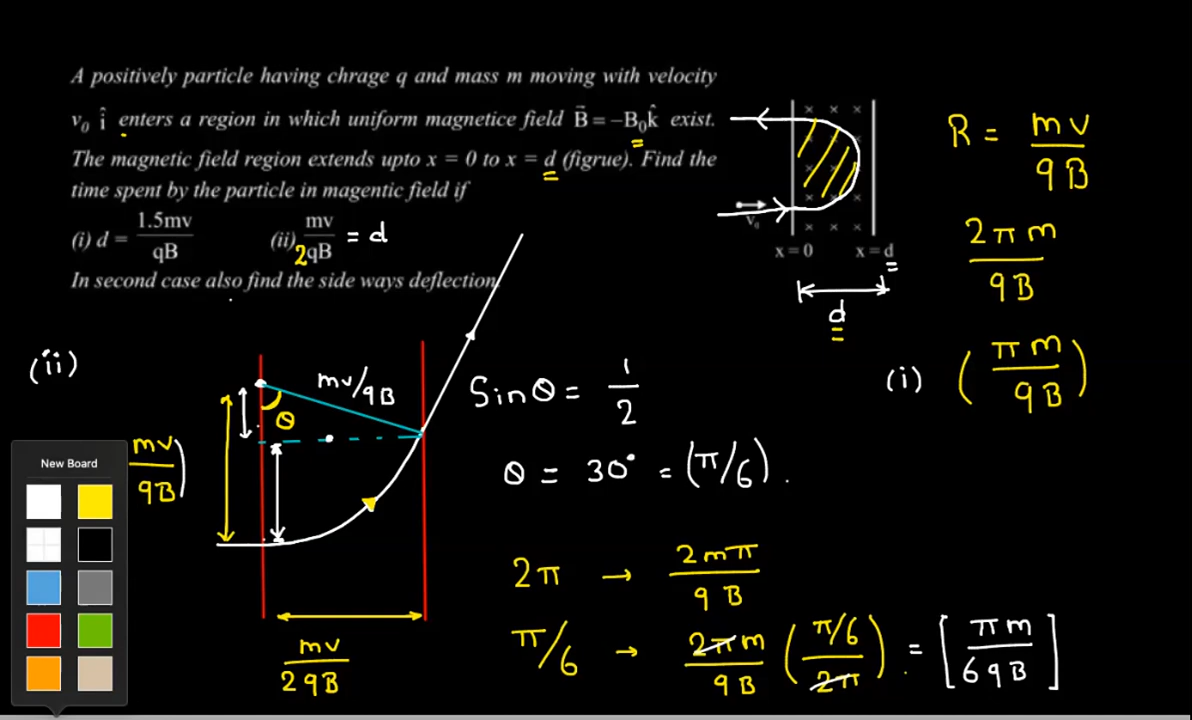 A positively particle having chrage q and mass m moving with velocity
v₀ î enters a region in which uniform magnetice field B⃗ = −B₀k̂ exist.
The magnetic field region extends upto x = 0 to x = d (figrue). Find the
time spent by the particle in magentic field if
(i) d = 1.5mv/qB (ii) mv/2qB = d
In second case also find the side ways deflection
× × ×
v₀
× × ×
x = 0 x = d
d
R = mv/qB
2πm/qB
(i) (πm/qB)
(ii)
mv/qB
θ
mv/qB)
mv/2qB
Sinθ = 1/2
θ = 30° = (π/6).
2π → 2mπ/qB
π/6 → 2πm/qB (π/6/2π) = [πm/6qB]
New Board